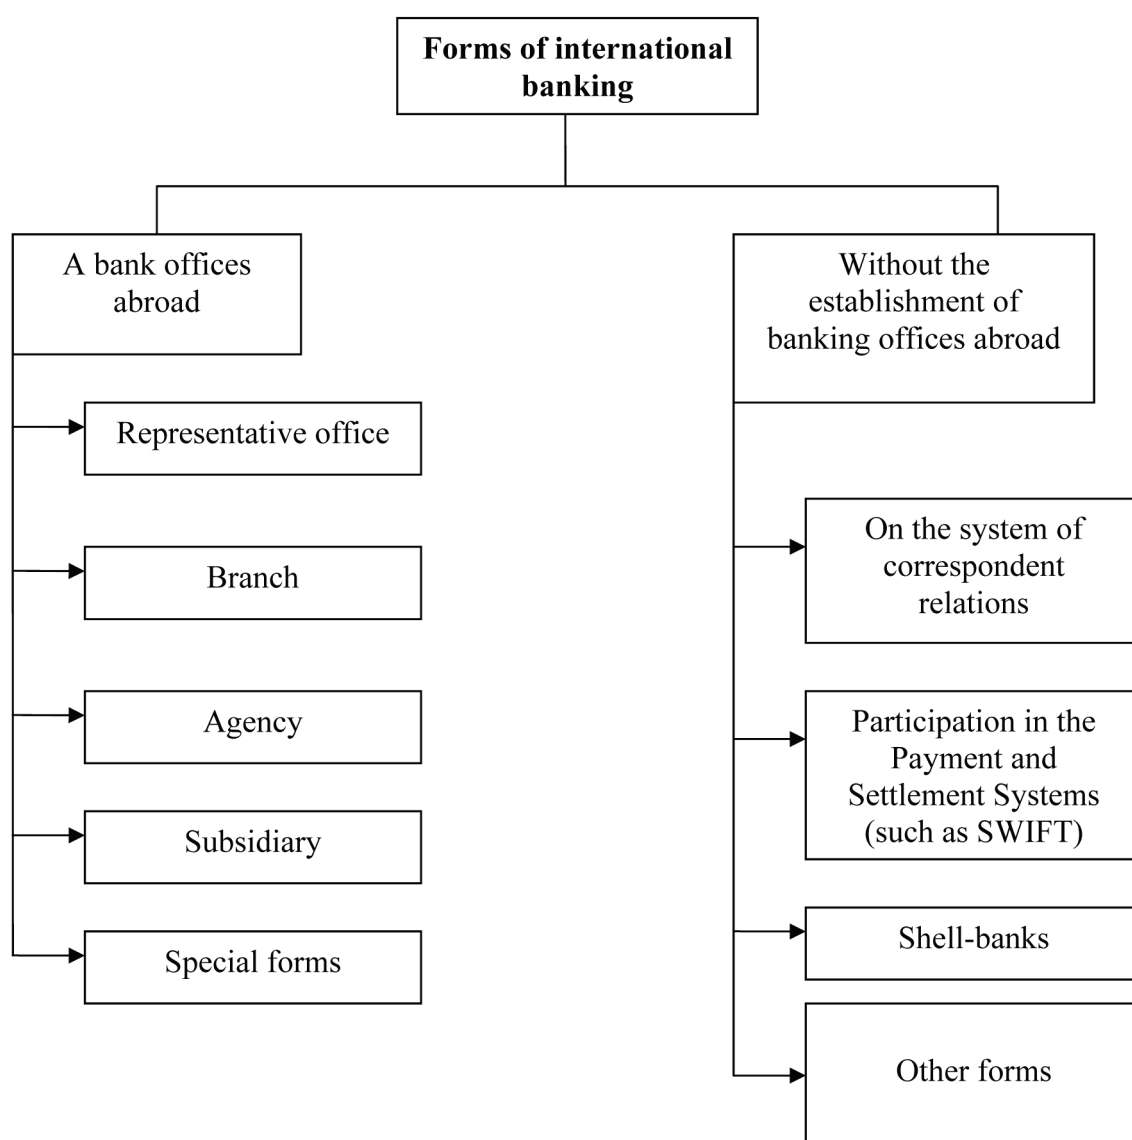 Forms of international
banking
A bank offices
abroad
Representative office
Branch
Agency
Subsidiary
Special forms
Without the
establishment of
banking offices abroad
On the system of
correspondent
relations
Participation in the
Payment and
Settlement Systems
(such as SWIFT)
Shell-banks
Other forms